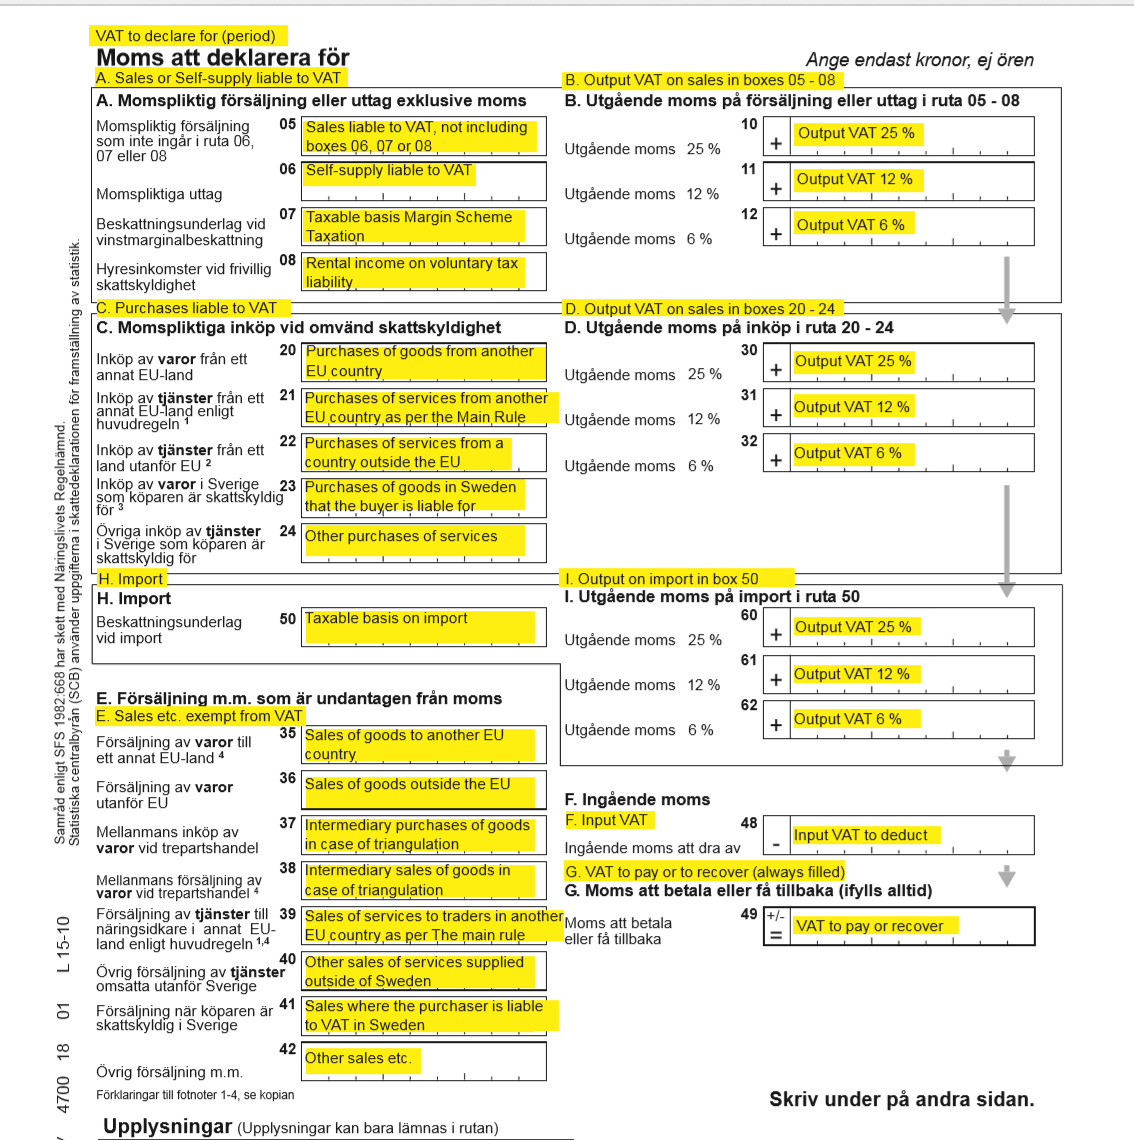 VAT to declare for (period)
Moms att deklarera för
Ange endast kronor, ej ören
A. Sales or Self-supply liable to VAT
A. Momspliktig försäljning eller uttag exklusive moms
Momspliktig försäljning
som inte ingår i ruta 06,
07 eller 08
05
Sales liable to VAT, not including
boxes 06, 07 or 08
Momspliktiga uttag
06
Self-supply liable to VAT
Beskattningsunderlag vid
vinstmarginalbeskattning
07
Taxable basis Margin Scheme
Taxation
Hyresinkomster vid frivillig
skattskyldighet
08
Rental income on voluntary tax
liability
B. Output VAT on sales in boxes 05 - 08
B. Utgående moms på försäljning eller uttag i ruta 05 - 08
Utgående moms 25 %
10
+
Output VAT 25 %
Utgående moms 12 %
11
+
Output VAT 12 %
Utgående moms 6 %
12
+
Output VAT 6 %
C. Purchases liable to VAT
C. Momspliktiga inköp vid omvänd skattskyldighet
Inköp av varor från ett
annat EU-land
20
Purchases of goods from another
EU country
Inköp av tjänster från ett
annat EU-land enligt
huvudregeln 1
21
Purchases of services from another
EU country as per the Main Rule
Inköp av tjänster från ett
land utanför EU 2
22
Purchases of services from a
country outside the EU
Inköp av varor i Sverige
som köparen är skattskyldig
för 3
23
Purchases of goods in Sweden
that the buyer is liable for
Övriga inköp av tjänster
i Sverige som köparen är
skattskyldig för
24
Other purchases of services
D. Output VAT on sales in boxes 20 - 24
D. Utgående moms på inköp i ruta 20 - 24
Utgående moms 25 %
30
+
Output VAT 25 %
Utgående moms 12 %
31
+
Output VAT 12 %
Utgående moms 6 %
32
+
Output VAT 6 %
H. Import
H. Import
Beskattningsunderlag
vid import
50
Taxable basis on import
I. Output on import in box 50
I. Utgående moms på import i ruta 50
Utgående moms 25 %
60
+
Output VAT 25 %
Utgående moms 12 %
61
+
Output VAT 12 %
Utgående moms 6 %
62
+
Output VAT 6 %
E. Försäljning m.m. som är undantagen från moms
E. Sales etc. exempt from VAT
Försäljning av varor till
ett annat EU-land 4
35
Sales of goods to another EU
country
Försäljning av varor
utanför EU
36
Sales of goods outside the EU
Mellanmans inköp av
varor vid trepartshandel
37
Intermediary purchases of goods
in case of triangulation
Mellanmans försäljning av
varor vid trepartshandel 4
38
Intermediary sales of goods in
case of triangulation
Försäljning av tjänster till
näringsidkare i annat EU-
land enligt huvudregeln 1,4
39
Sales of services to traders in another
EU country as per The main rule
Övrig försäljning av tjänster
omsatta utanför Sverige
40
Other sales of services supplied
outside of Sweden
Försäljning när köparen är
skattskyldig i Sverige
41
Sales where the purchaser is liable
to VAT in Sweden
Övrig försäljning m.m.
42
Other sales etc.
F. Ingående moms
F. Input VAT
Ingående moms att dra av
48
-
Input VAT to deduct
G. VAT to pay or to recover (always filled)
G. Moms att betala eller få tillbaka (ifylls alltid)
Moms att betala
eller få tillbaka
49
+/-
=
VAT to pay or recover
Förklaringar till fotnoter 1-4, se kopian
Skriv under på andra sidan.
Upplysningar (Upplysningar kan bara lämnas i rutan)
Samråd enligt SFS 1982:668 har skett med Näringslivets Regelnämnd.
Statistiska centralbyrån (SCB) använder uppgifterna i skattedeklarationen för framställning av statistik.
4700 18 01 L 15-10